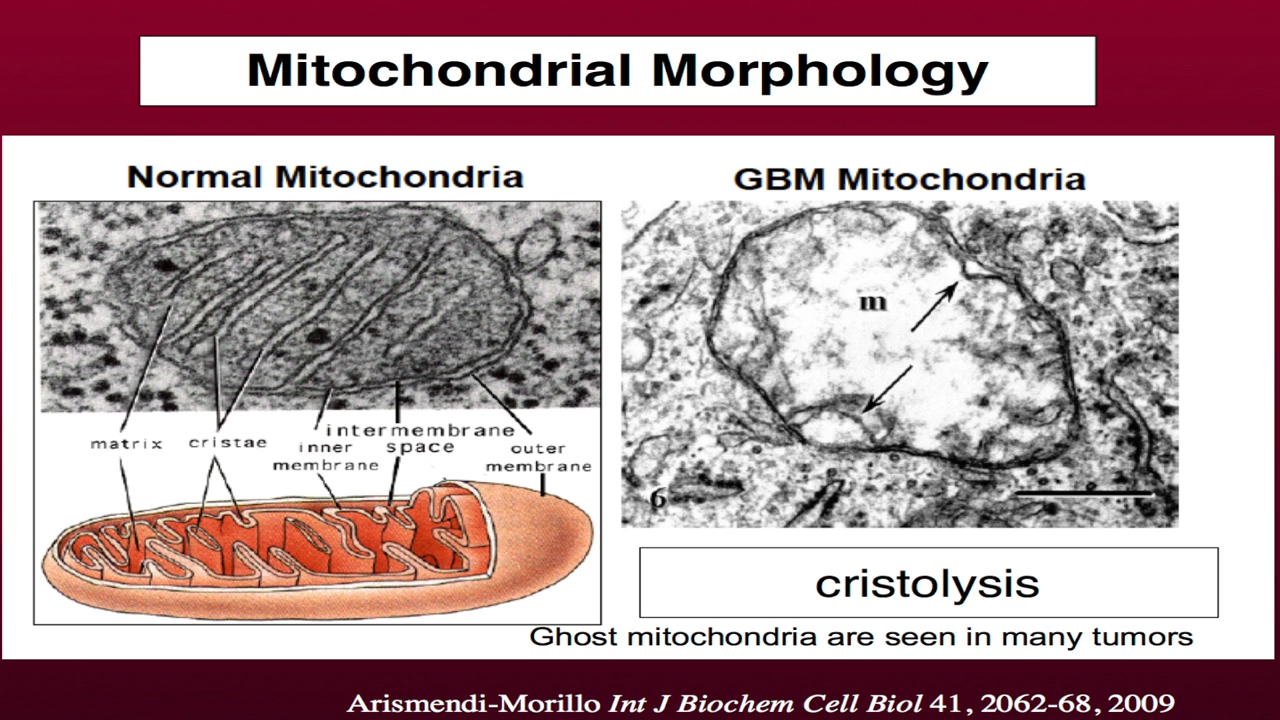 Mitochondrial Morphology
Normal Mitochondria
GBM Mitochondria
m
matrix
cristae
inner
membrane
intermembrane
space
outer
membrane
6
cristolysis
Ghost mitochondria are seen in many tumors
Arismendi-Morillo Int J Biochem Cell Biol 41, 2062-68, 2009